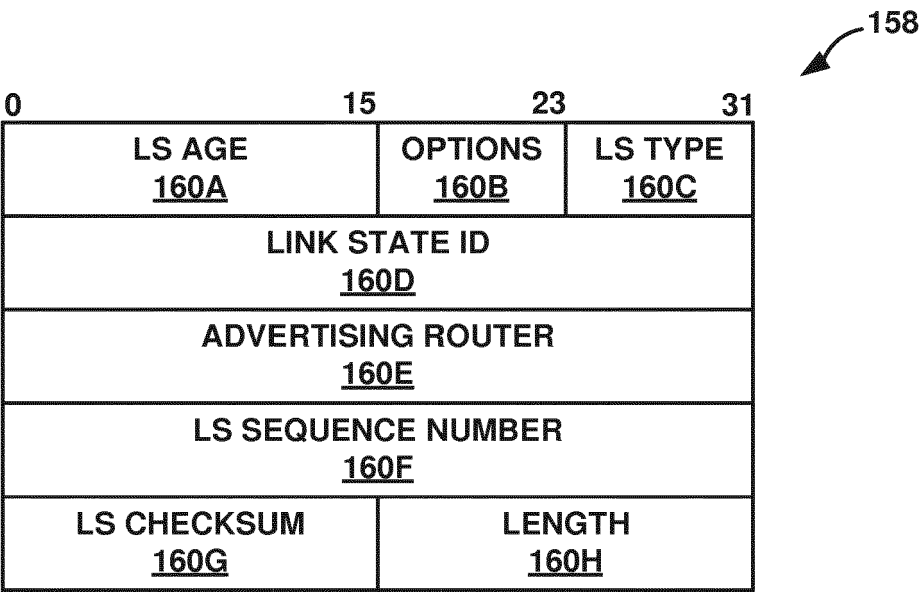 158
0 15 23 31
LS AGE OPTIONS LS TYPE
160A 160B 160C
LINK STATE ID
160D
ADVERTISING ROUTER
160E
LS SEQUENCE NUMBER
160F
LS CHECKSUM LENGTH
160G 160H